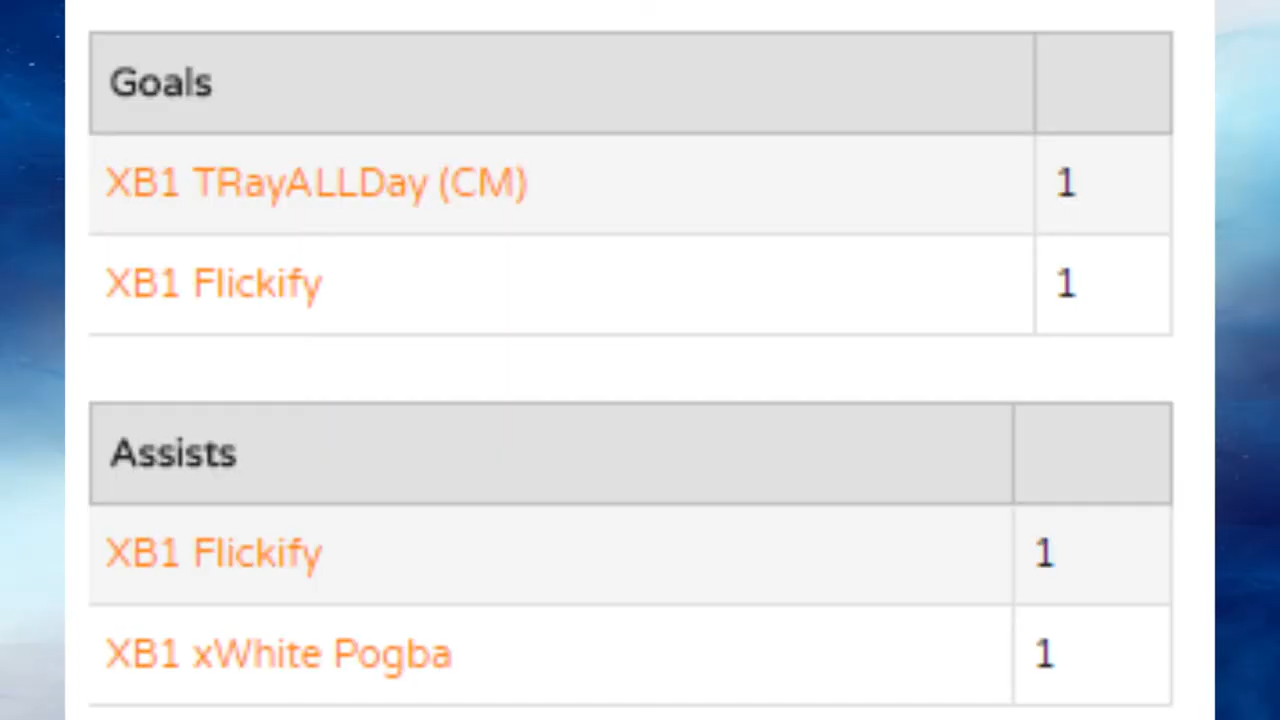 Goals
XB1 TRayALLDay (CM) 1
XB1 Flickify 1
Assists
XB1 Flickify 1
XB1 xWhite Pogba 1